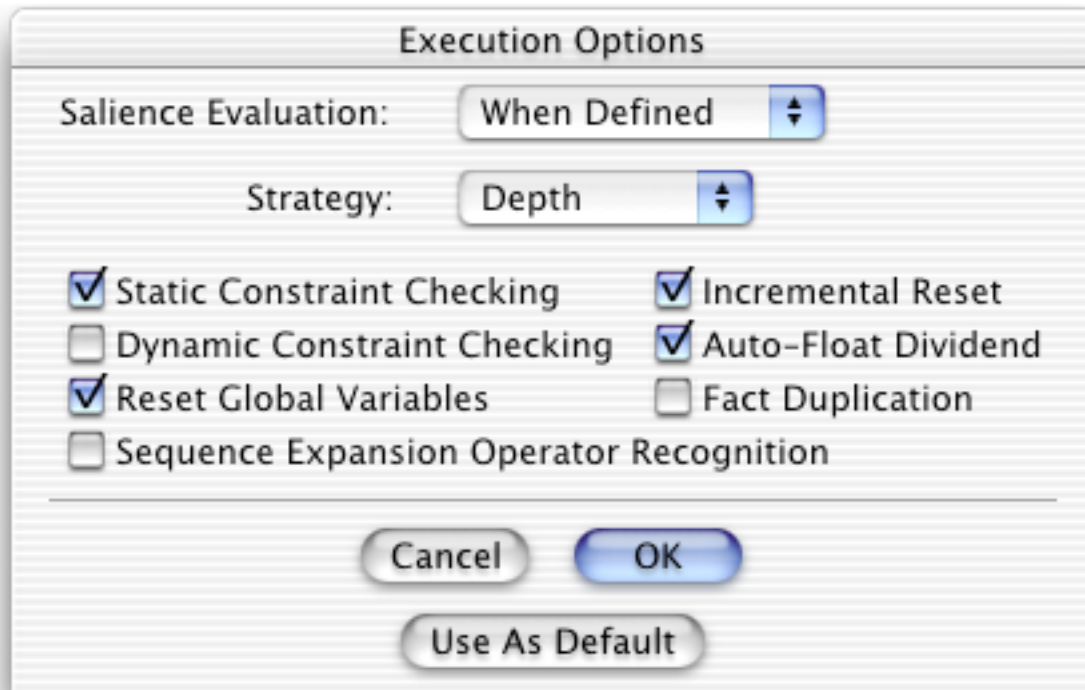 Execution Options
Salience Evaluation: When Defined
Strategy: Depth
Static Constraint Checking Incremental Reset
Dynamic Constraint Checking Auto-Float Dividend
Reset Global Variables Fact Duplication
Sequence Expansion Operator Recognition
Cancel OK
Use As Default